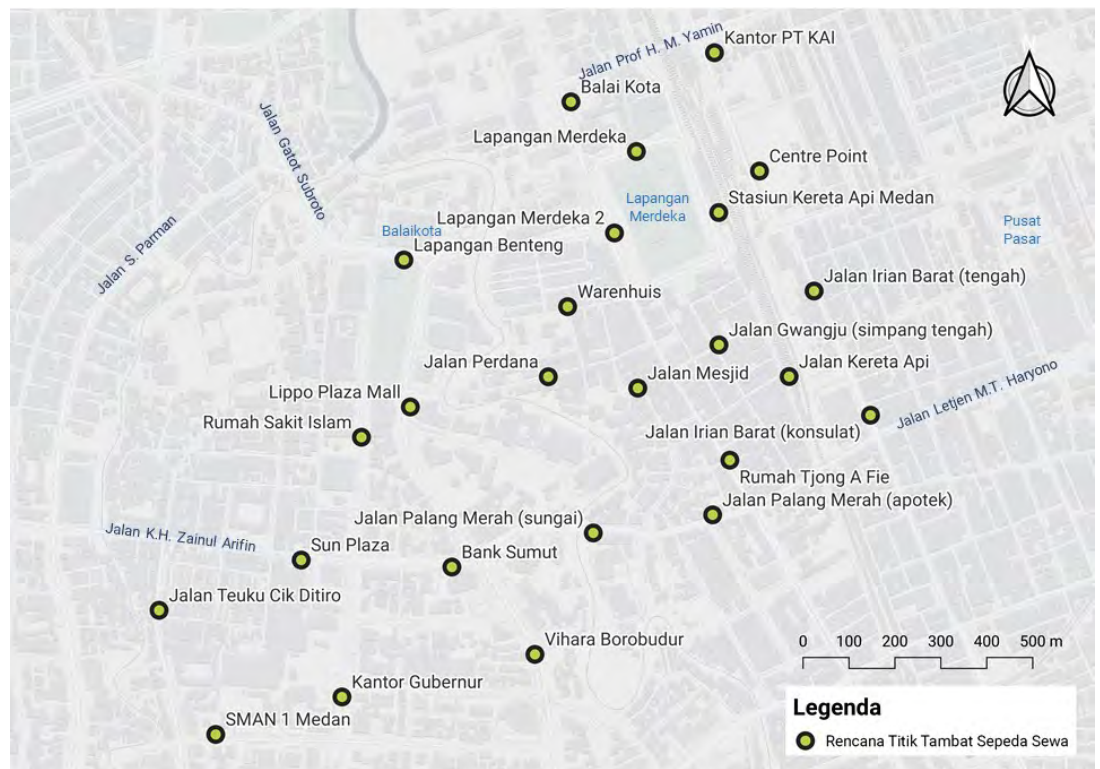 Kantor PT KAI
Jalan Prof H. M. Yamin
Balai Kota
Jalan Gatot Subroto
Lapangan Merdeka
Centre Point
Lapangan
Merdeka
Stasiun Kereta Api Medan
Lapangan Merdeka 2
Pusat
Pasar
Balaikota
Lapangan Benteng
Jalan S. Parman
Jalan Irian Barat (tengah)
Warenhuis
Jalan Gwangju (simpang tengah)
Jalan Perdana
Jalan Mesjid
Jalan Kereta Api
Lippo Plaza Mall
Jalan Letjen M.T. Haryono
Rumah Sakit Islam
Jalan Irian Barat (konsulat)
Rumah Tjong A Fie
Jalan Palang Merah (apotek)
Jalan Palang Merah (sungai)
Jalan K.H. Zainul Arifin
Sun Plaza
Bank Sumut
Jalan Teuku Cik Ditiro
Vihara Borobudur
0 100 200 300 400 500 m
Kantor Gubernur
SMAN 1 Medan
Legenda
Rencana Titik Tambat Sepeda Sewa